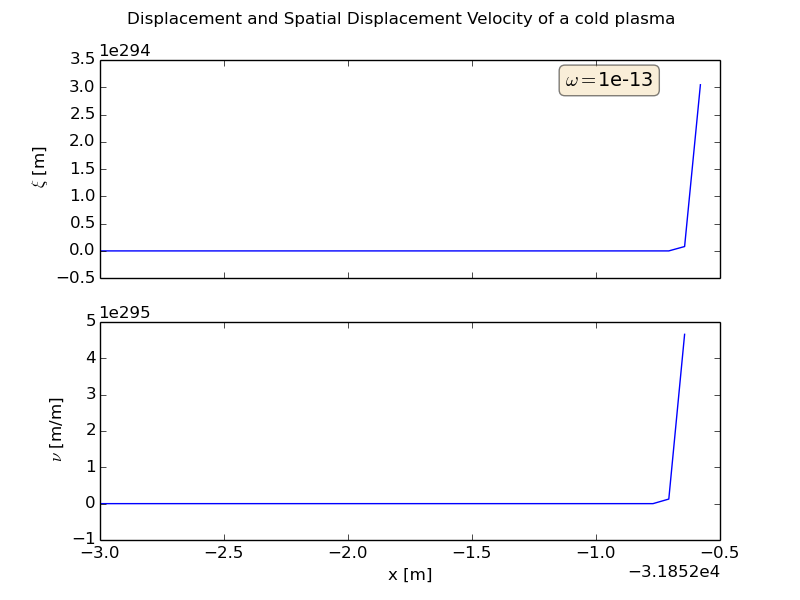 Displacement and Spatial Displacement Velocity of a cold plasma
1e294
3.5
3.0
2.5
2.0
1.5
1.0
0.5
0.0
−0.5
ξ [m]
ω=1e-13
1e295
5
4
3
2
1
0
−1
ν [m/m]
−3.0 −2.5 −2.0 −1.5 −1.0 −0.5
x [m]
−3.1852e4